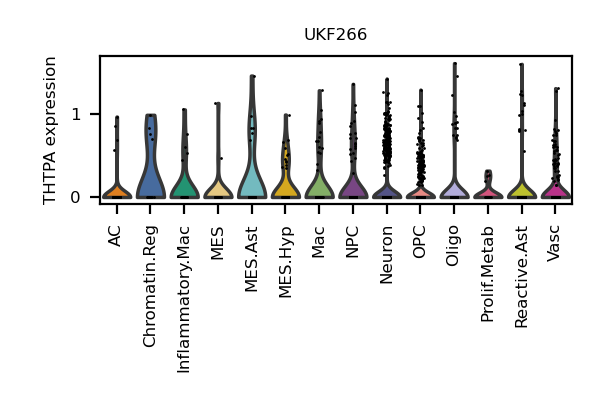 UKF266
THTPA expression
1
0
AC
Chromatin.Reg
Inflammatory.Mac
MES
MES.Ast
MES.Hyp
Mac
NPC
Neuron
OPC
Oligo
Prolif.Metab
Reactive.Ast
Vasc